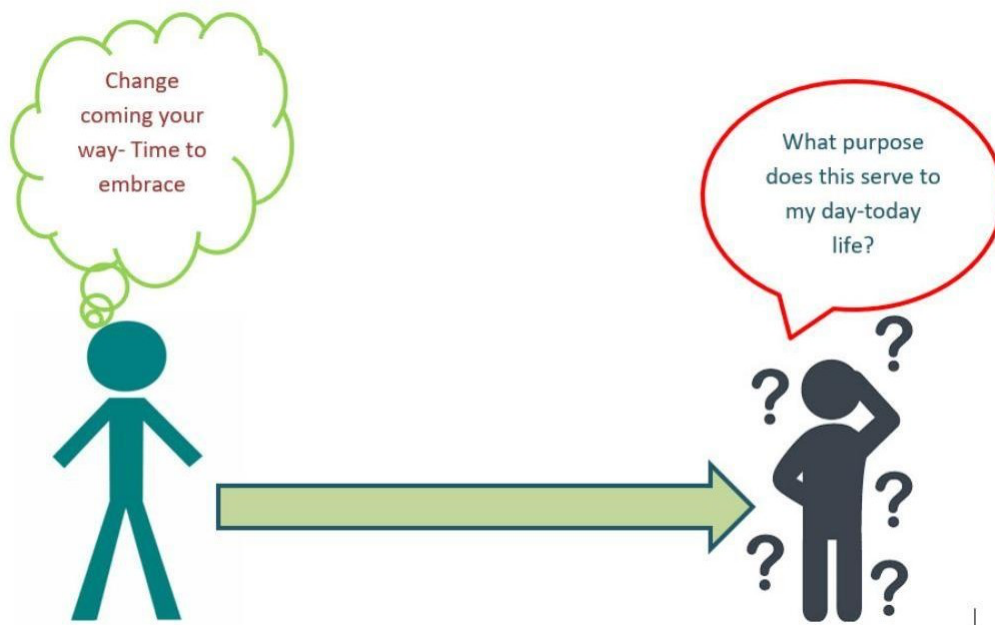 Change
coming your
way- Time to
embrace
What purpose
does this serve to
my day-today
life?
?
?
?
?
?